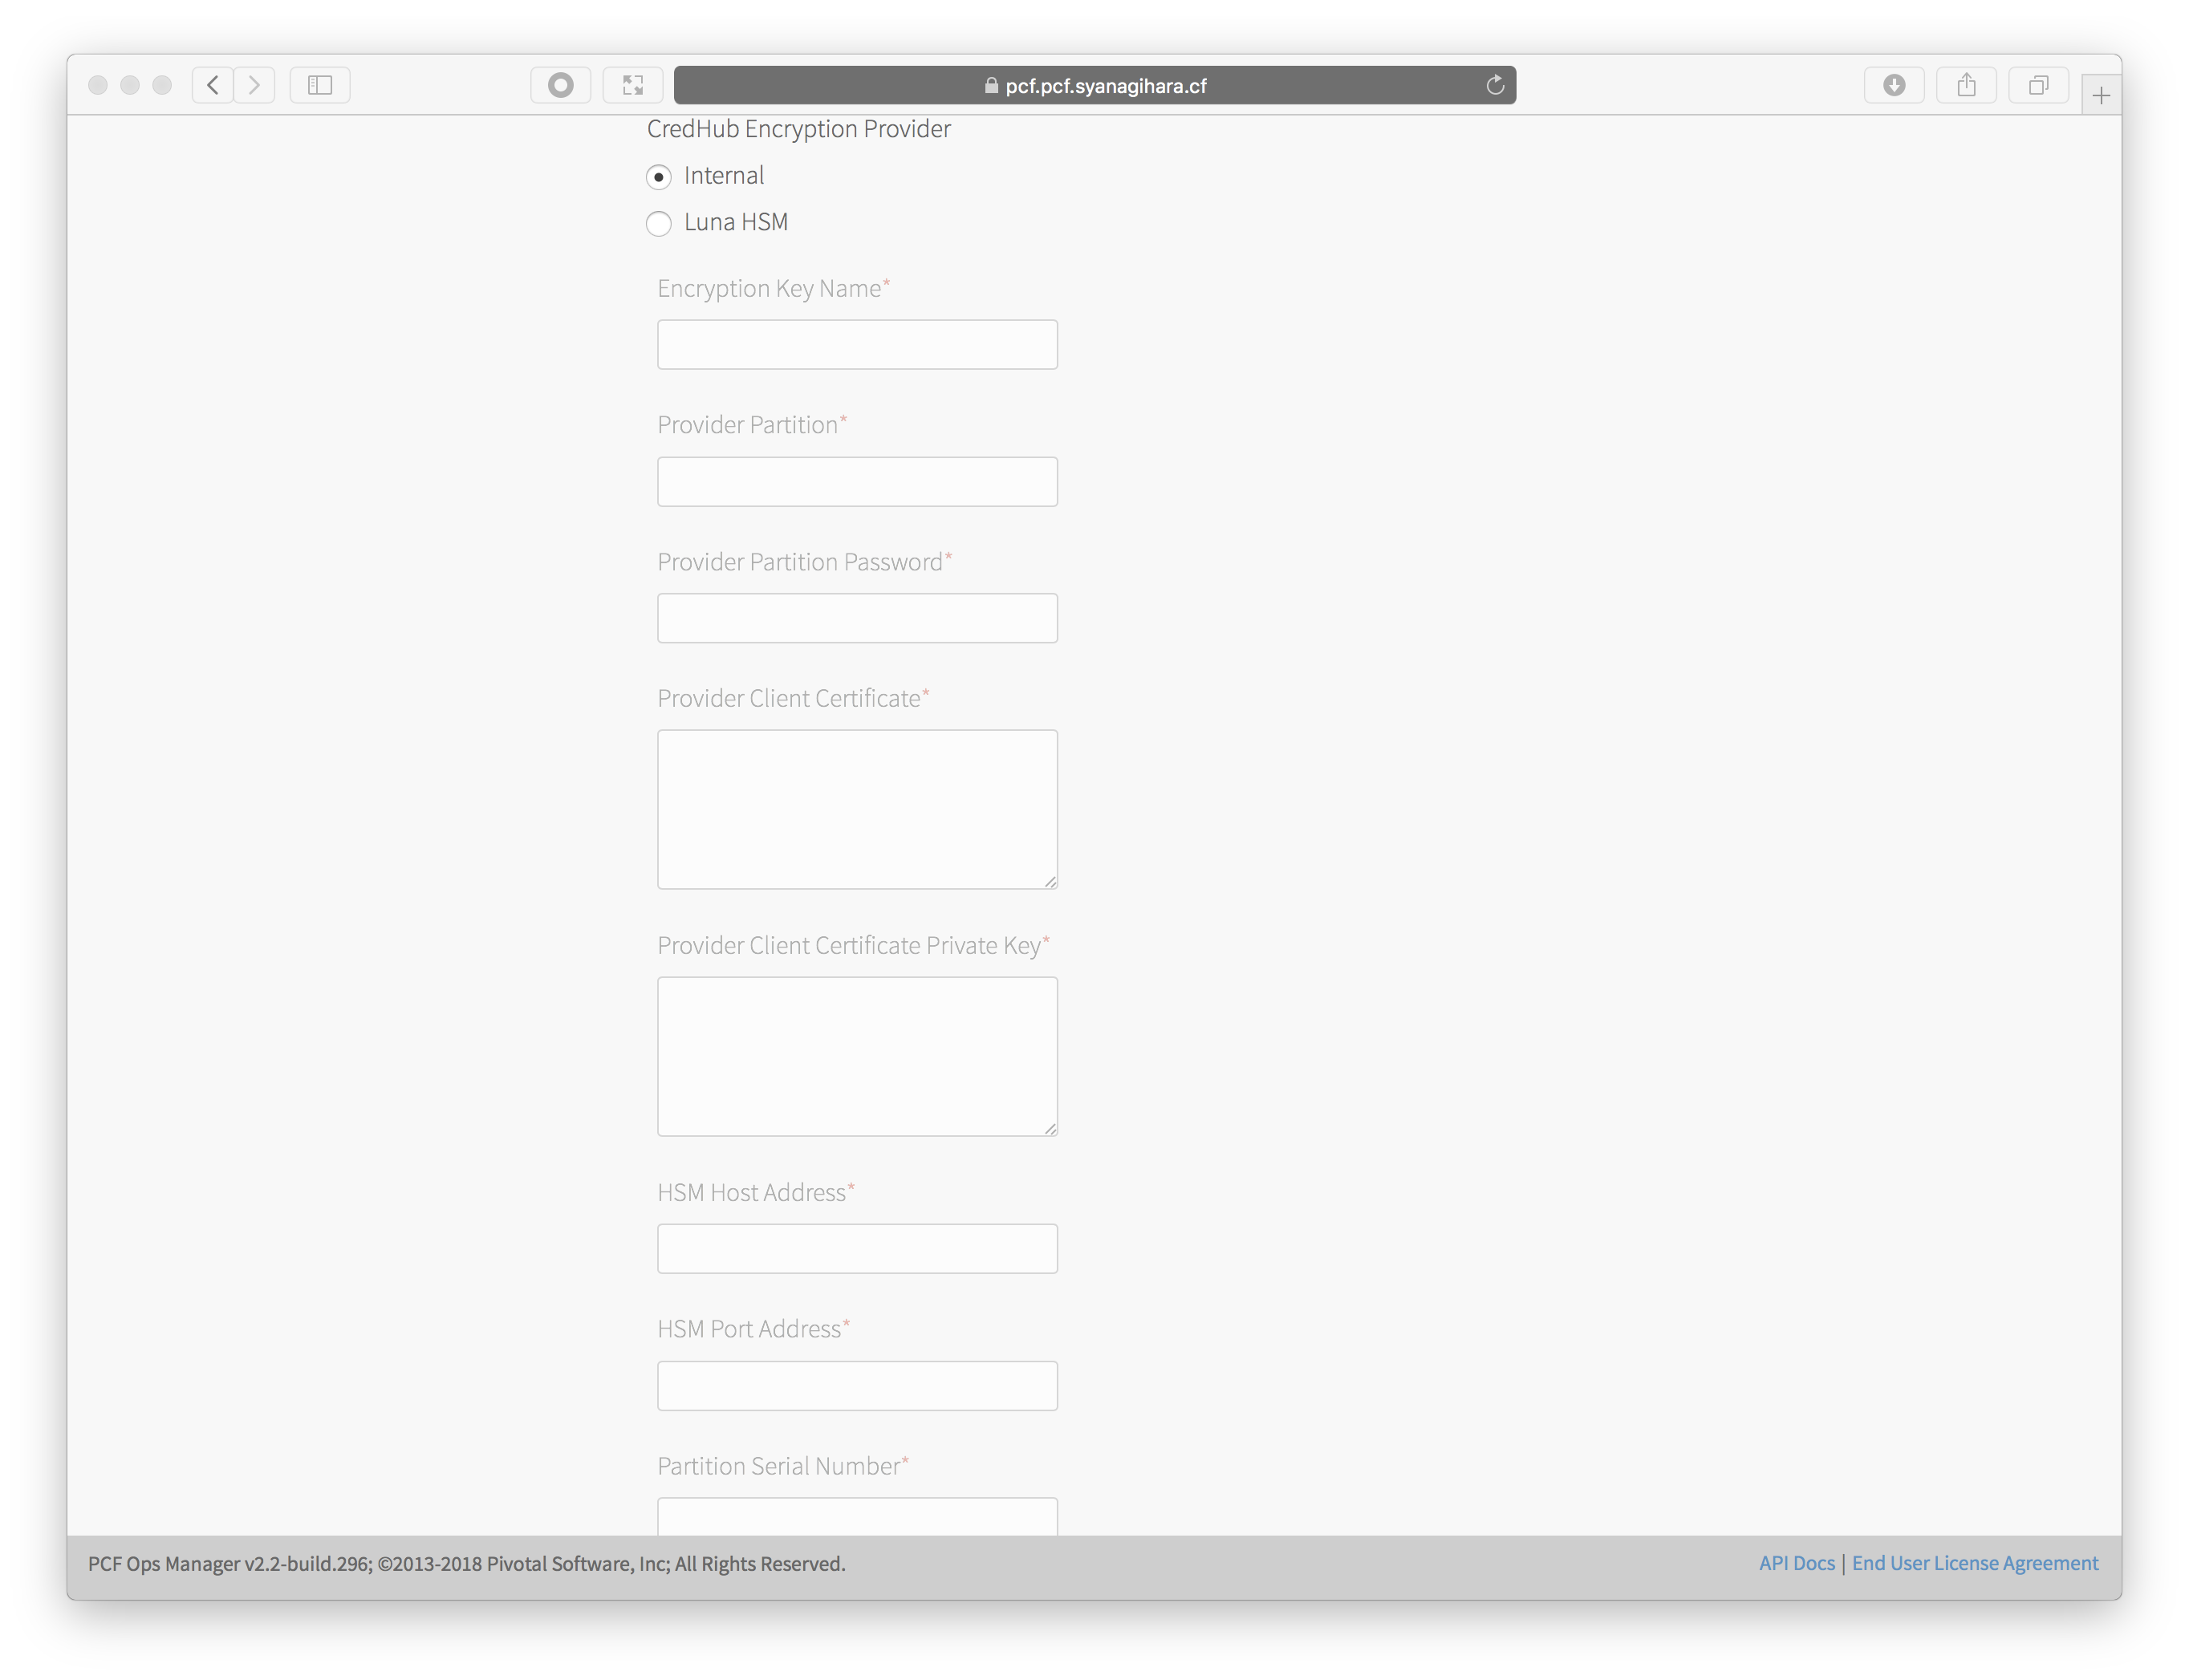 pcf.pcf.syanagihara.cf
CredHub Encryption Provider
Internal
Luna HSM
Encryption Key Name*
Provider Partition*
Provider Partition Password*
Provider Client Certificate*
Provider Client Certificate Private Key*
HSM Host Address*
HSM Port Address*
Partition Serial Number*
PCF Ops Manager v2.2-build.296; ©2013-2018 Pivotal Software, Inc; All Rights Reserved.
API Docs | End User License Agreement